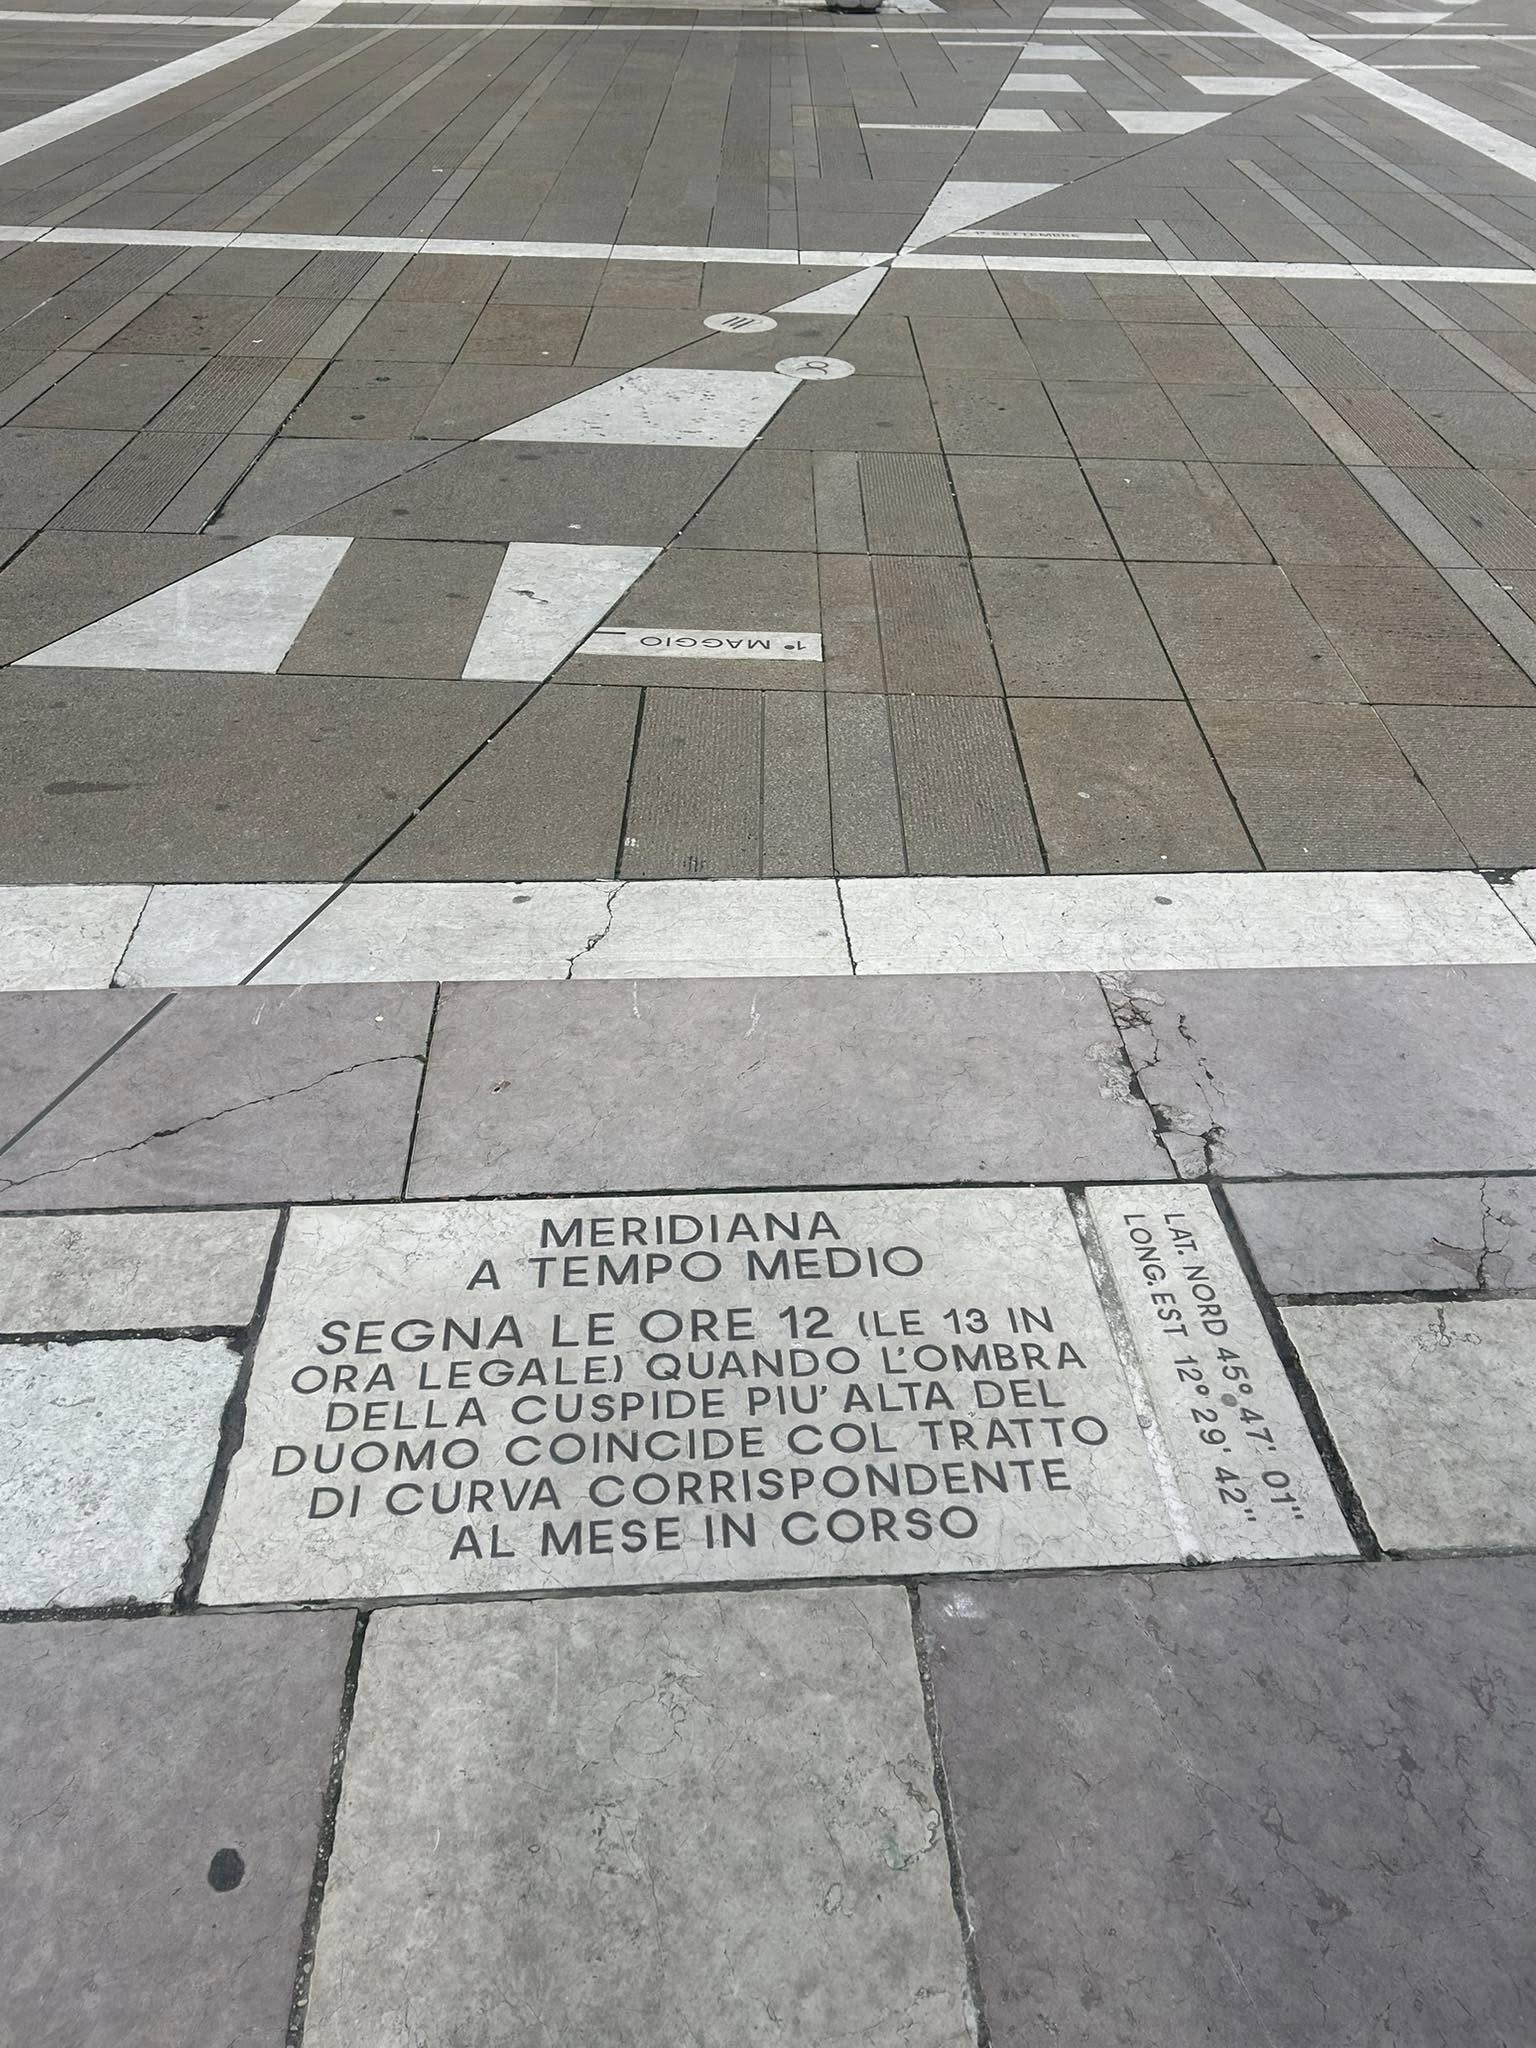 1° SETTEMBRE
1° MAGGIO
MERIDIANA
A TEMPO MEDIO
SEGNA LE ORE 12 (LE 13 IN
ORA LEGALE) QUANDO L'OMBRA
DELLA CUSPIDE PIU' ALTA DEL
DUOMO COINCIDE COL TRATTO
DI CURVA CORRISPONDENTE
AL MESE IN CORSO
LAT. NORD 45° 47' 01"
LONG. EST 12° 29' 42"